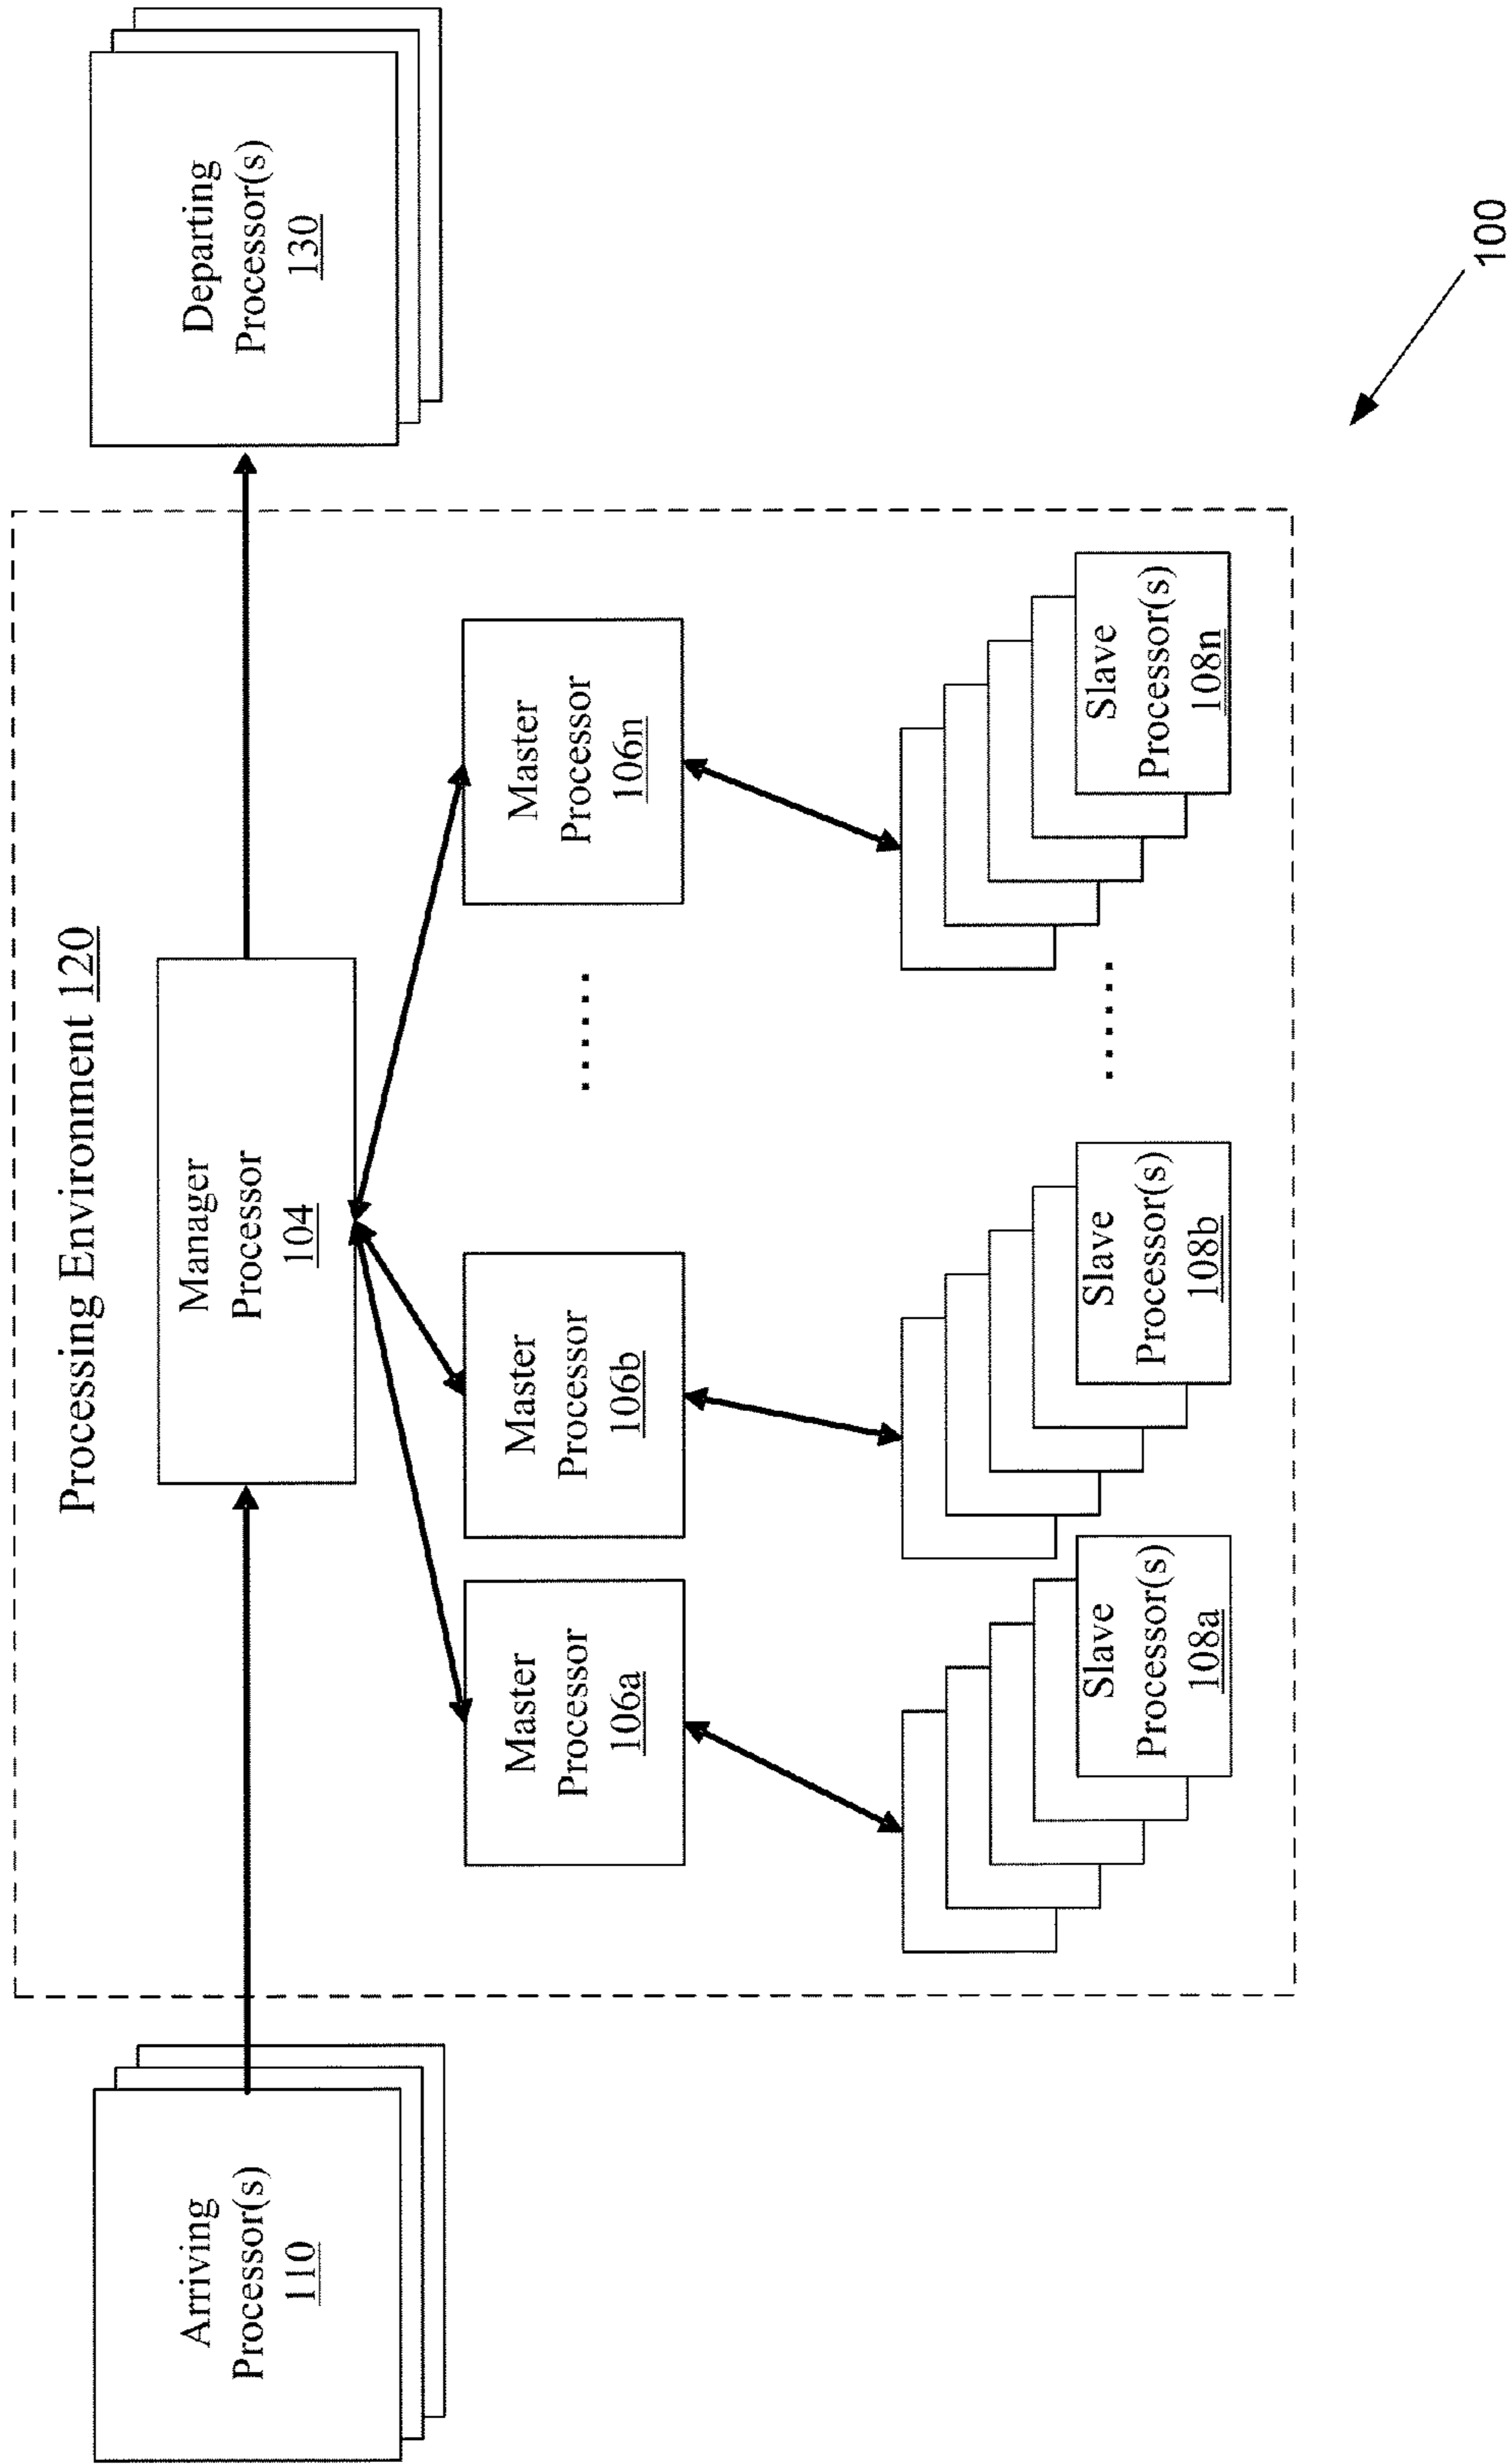 Processing Environment 120
Arriving
Processor(s)
110
Manager
Processor
104
Departing
Processor(s)
130
Master
Processor
106a
Master
Processor
106b
......
Master
Processor
106n
Slave
Processor(s)
108a
Slave
Processor(s)
108b
......
Slave
Processor(s)
108n
100